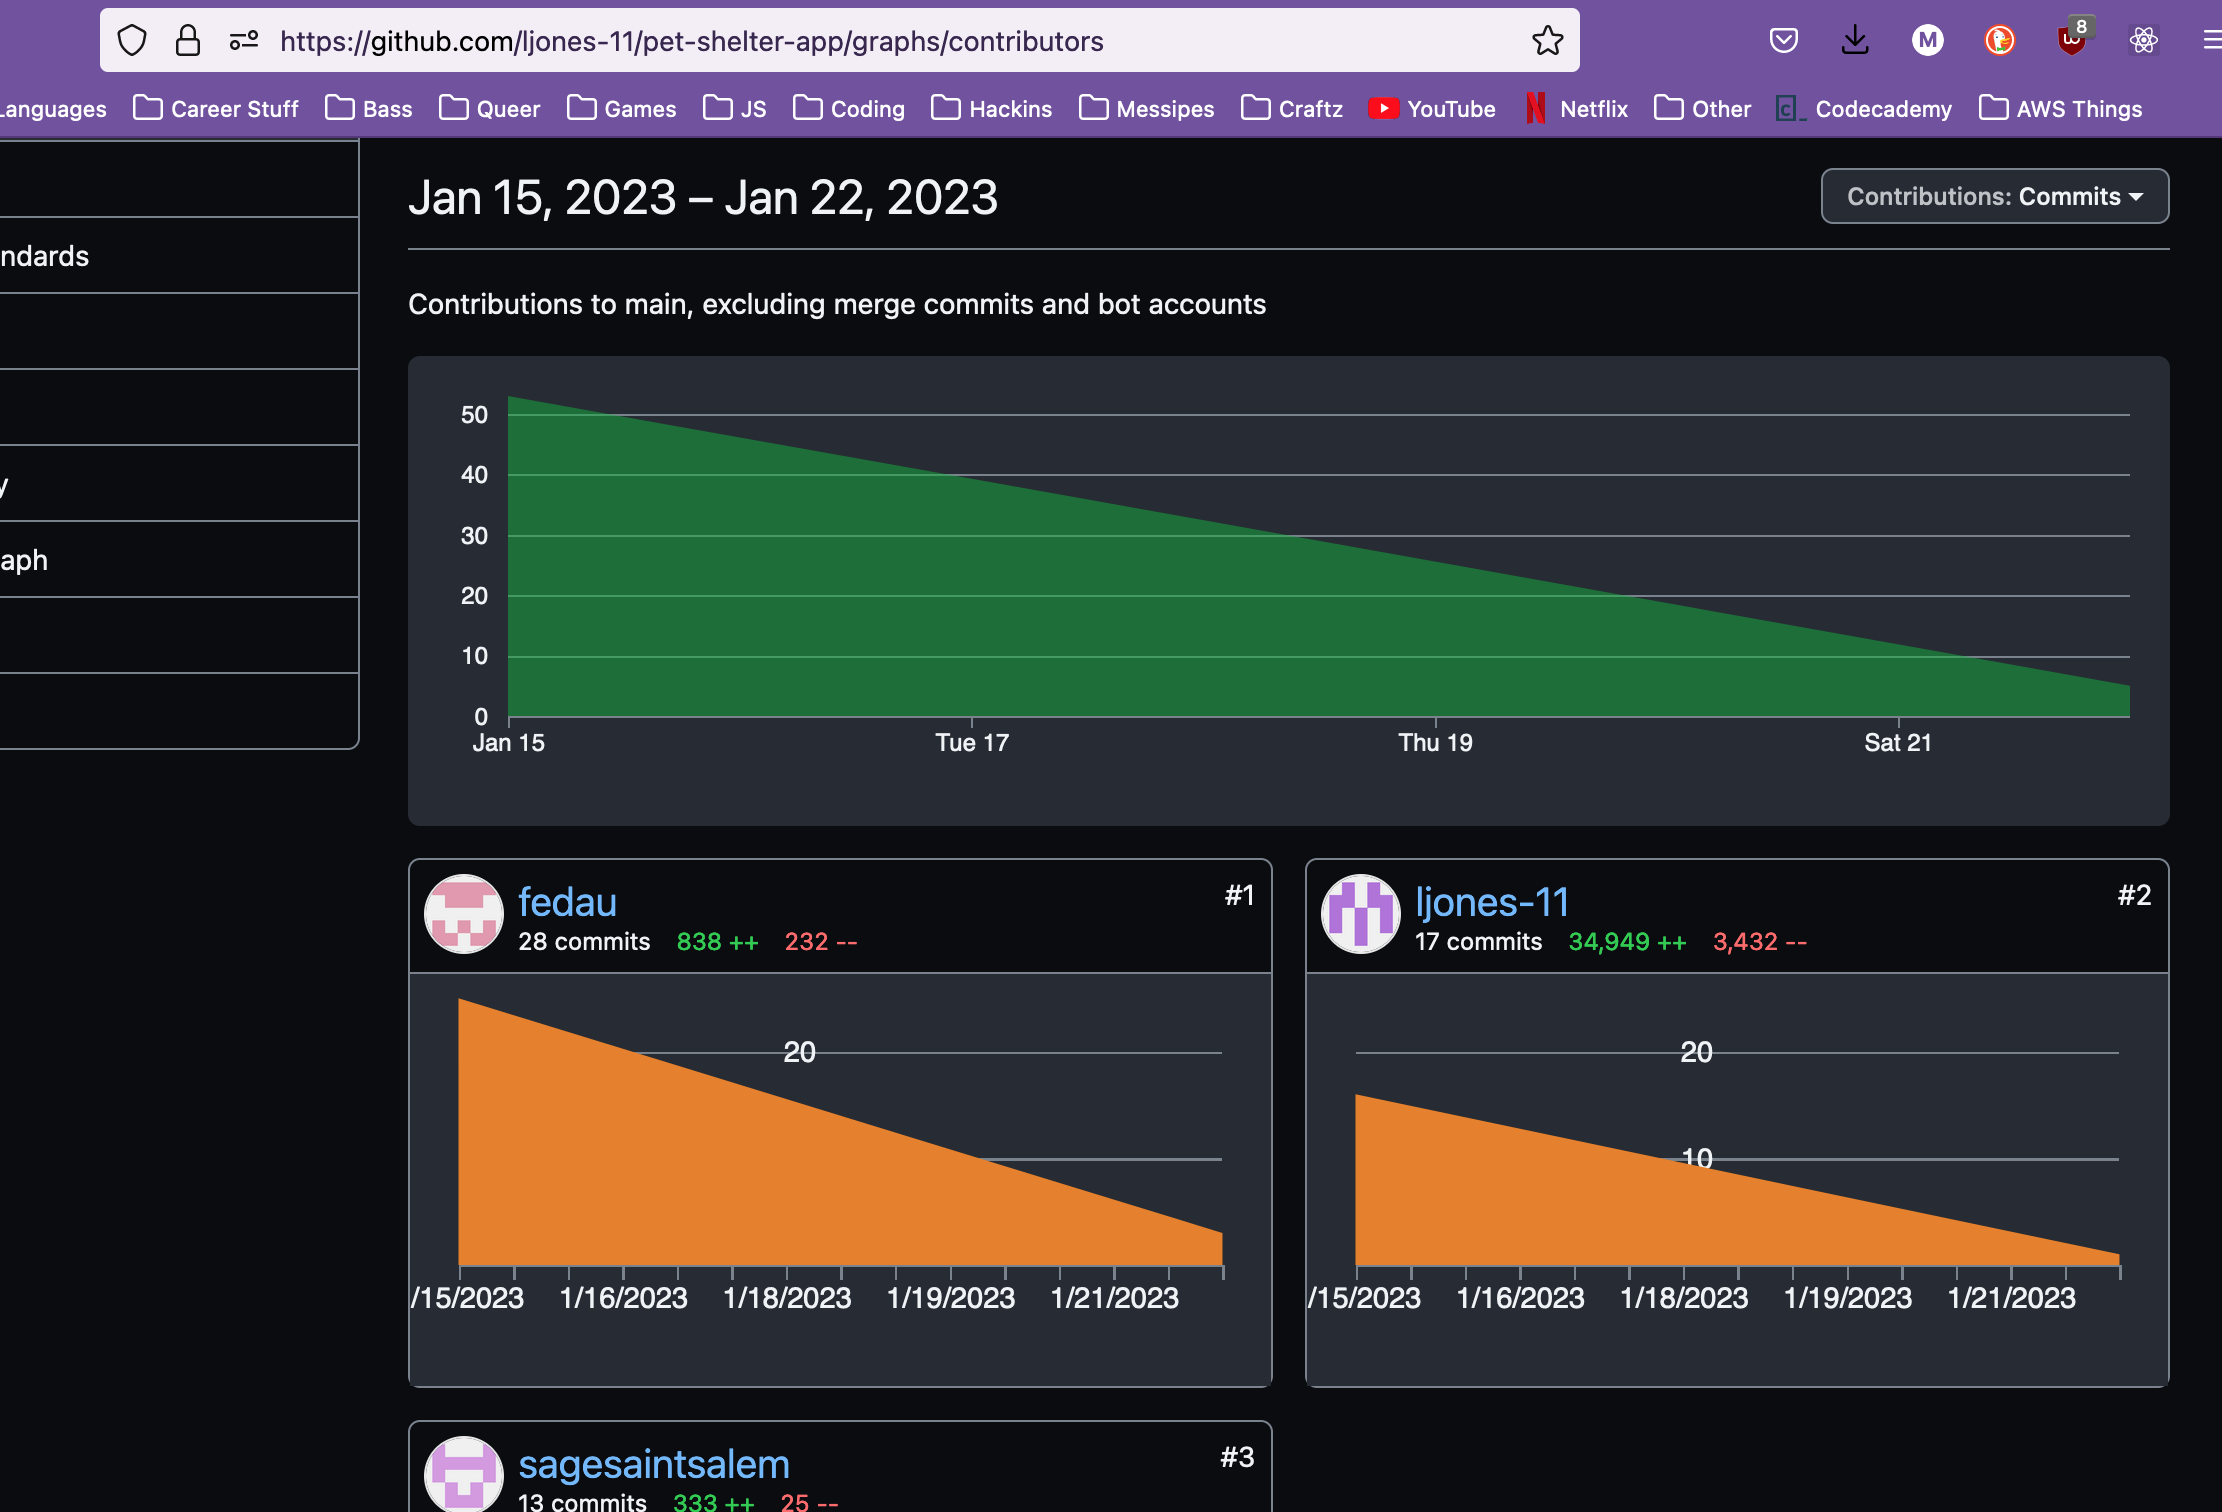 https://github.com/ljones-11/pet-shelter-app/graphs/contributors
M
8
anguages Career Stuff Bass Queer Games JS Coding Hackins Messipes Craftz YouTube Netflix Other Codecademy AWS Things
Jan 15, 2023 – Jan 22, 2023
Contributions: Commits
ndards
Contributions to main, excluding merge commits and bot accounts
50
40
y
30
aph
20
10
0
Jan 15 Tue 17 Thu 19 Sat 21
fedau #1
28 commits 838 ++ 232 --
20
/15/2023 1/16/2023 1/18/2023 1/19/2023 1/21/2023
ljones-11 #2
17 commits 34,949 ++ 3,432 --
20
10
/15/2023 1/16/2023 1/18/2023 1/19/2023 1/21/2023
sagesaintsalem #3
13 commits 333 ++ 25 --